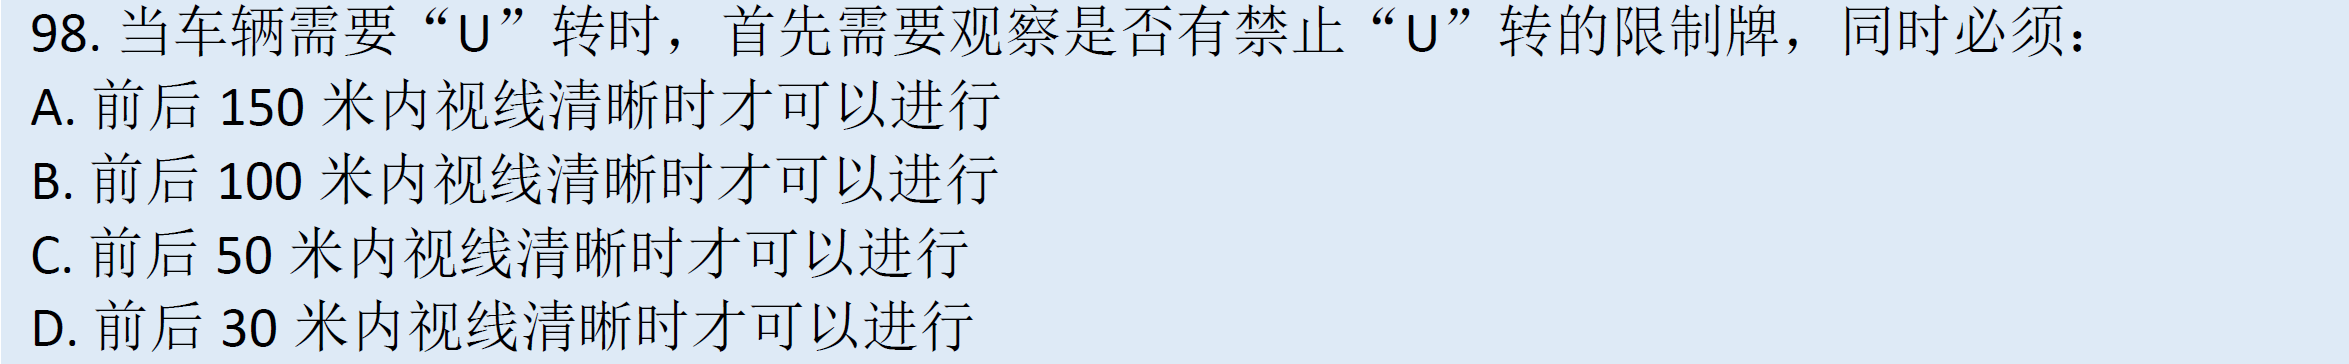 98. 当车辆需要“U”转时，首先需要观察是否有禁止“U”转的限制牌，同时必须：
A. 前后 150 米内视线清晰时才可以进行
B. 前后 100 米内视线清晰时才可以进行
C. 前后 50 米内视线清晰时才可以进行
D. 前后 30 米内视线清晰时才可以进行